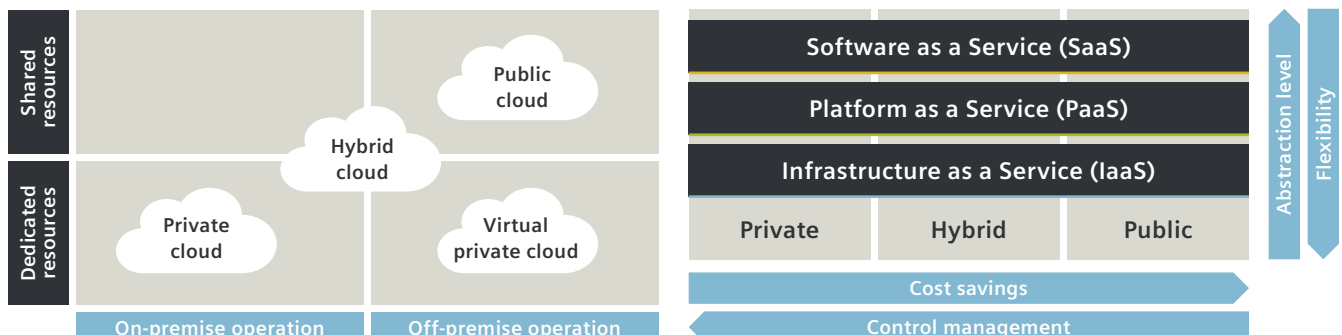 Shared
resources
Public
cloud
Hybrid
cloud
Dedicated
resources
Private
cloud
Virtual
private cloud
On-premise operation
Off-premise operation
Software as a Service (SaaS)
Platform as a Service (PaaS)
Infrastructure as a Service (IaaS)
Private
Hybrid
Public
Cost savings
Control management
Abstraction level
Flexibility